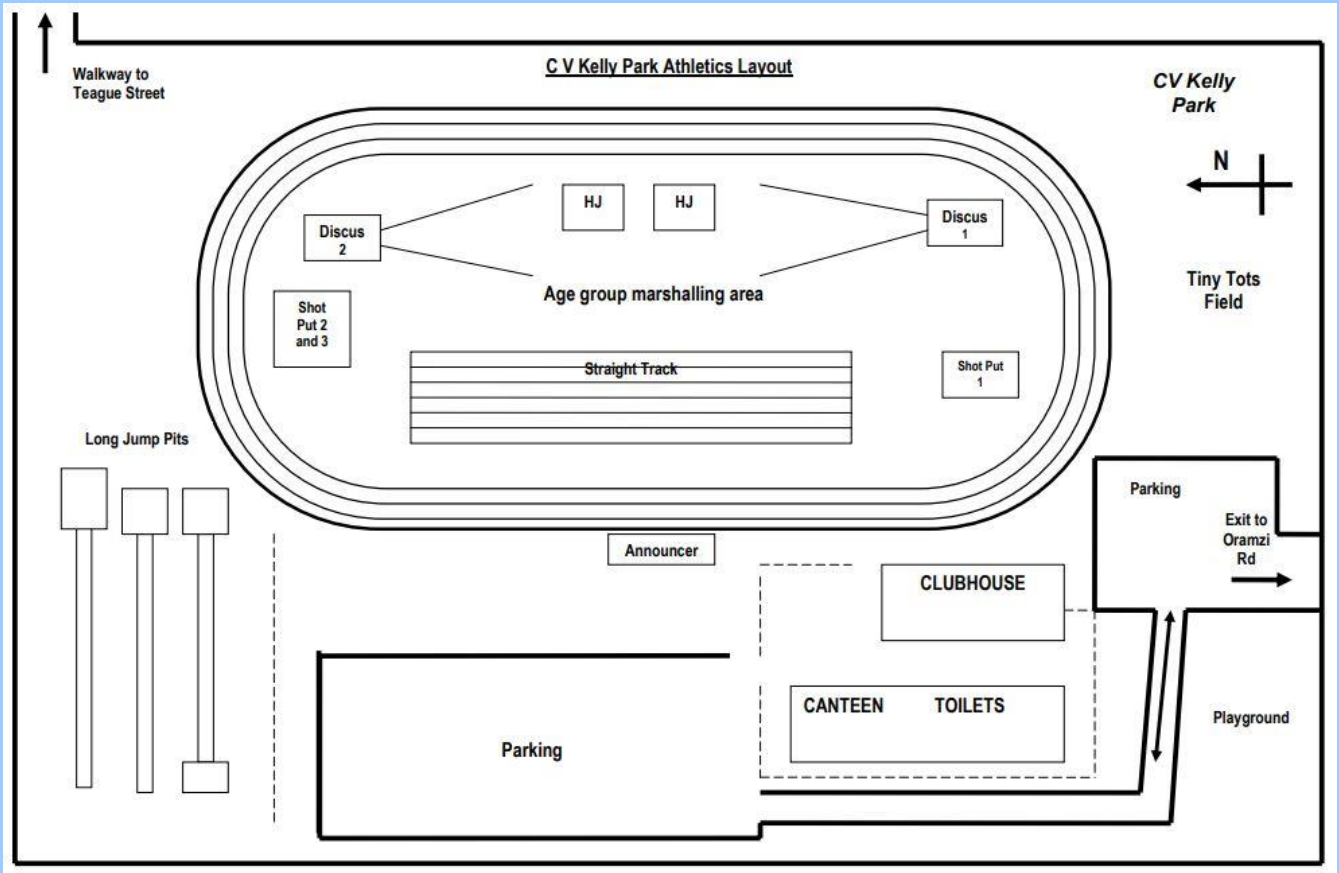 C V Kelly Park Athletics Layout
Walkway to
Teague Street
CV Kelly
Park
N
HJ
HJ
Discus
2
Discus
1
Tiny Tots
Field
Age group marshalling area
Shot
Put 2
and 3
Straight Track
Shot Put
1
Long Jump Pits
Parking
Exit to
Oramzi
Rd
Announcer
CLUBHOUSE
CANTEEN TOILETS
Playground
Parking